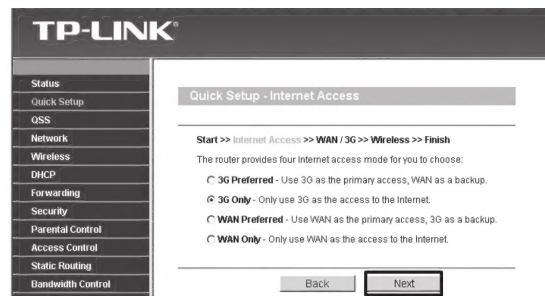 TP-LINK®
Status
Quick Setup
QSS
Network
Wireless
DHCP
Forwarding
Security
Parental Control
Access Control
Static Routing
Bandwidth Control
Quick Setup - Internet Access
Start >> Internet Access >> WAN / 3G >> Wireless >> Finish
The router provides four Internet access mode for you to choose:
3G Preferred - Use 3G as the primary access, WAN as a backup.
3G Only - Only use 3G as the access to the Internet.
WAN Preferred - Use WAN as the primary access, 3G as a backup.
WAN Only - Only use WAN as the access to the Internet.
Back Next